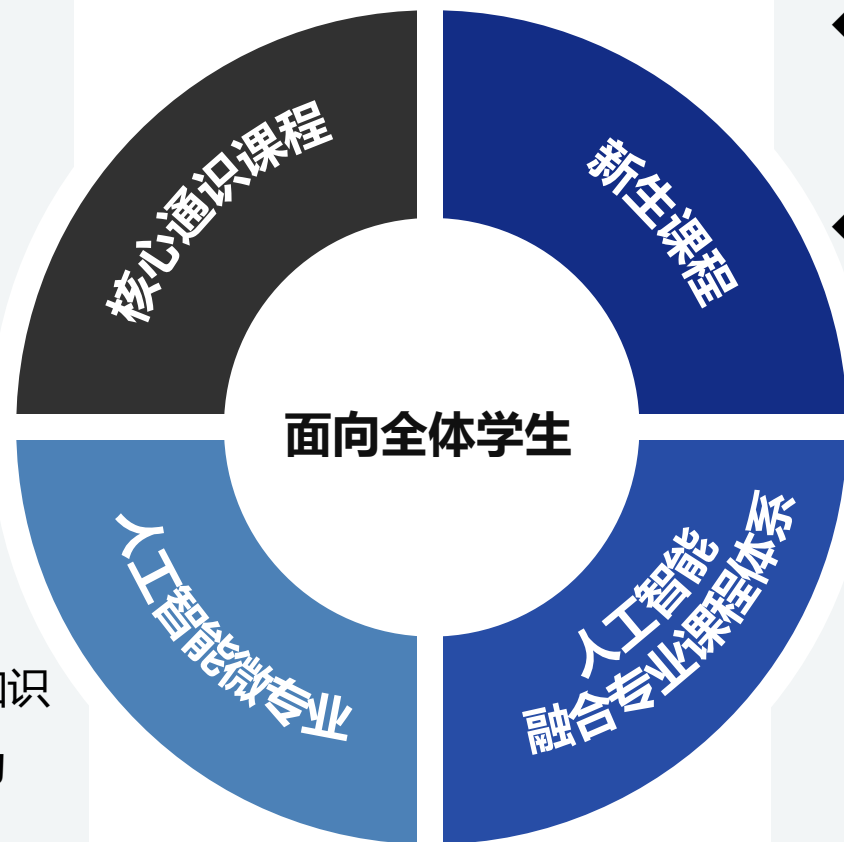 核心通识课程
新生课程
面向全体学生
人工智能微专业
人工智能
融合专业课程体系
识